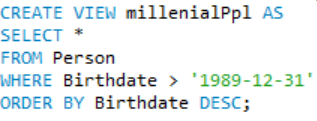 CREATE VIEW millenialPpl AS
SELECT *
FROM Person
WHERE Birthdate > '1989-12-31'
ORDER BY Birthdate DESC;